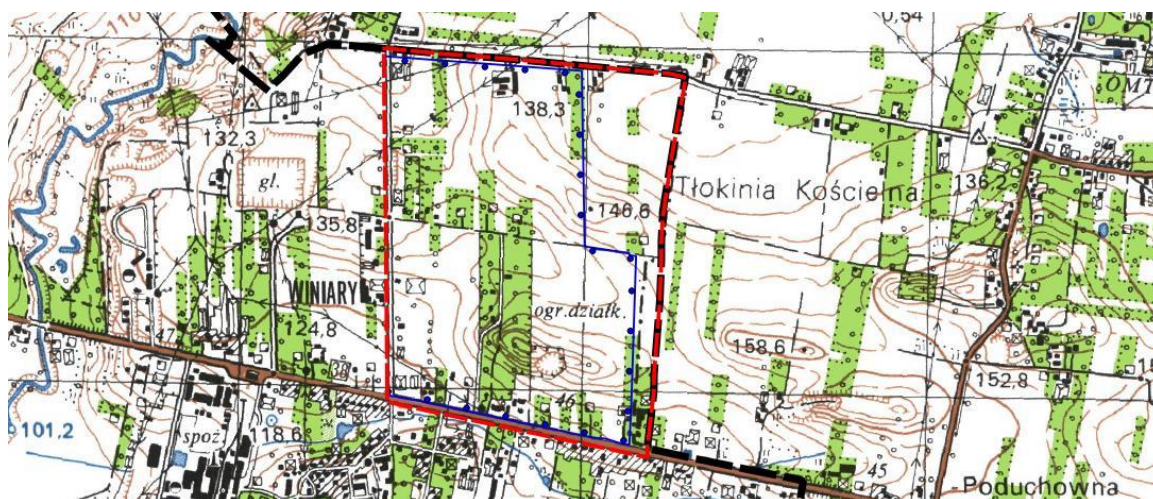 0,54
OMT
138,3
132,3
gl.
Tłokinia Kościelna
136,2
146,6
135,8
WINIARY
ogr.działk.
124,8
47
158,6
152,8
46
101,2
118,6
spoż.
45
-Poduchowna